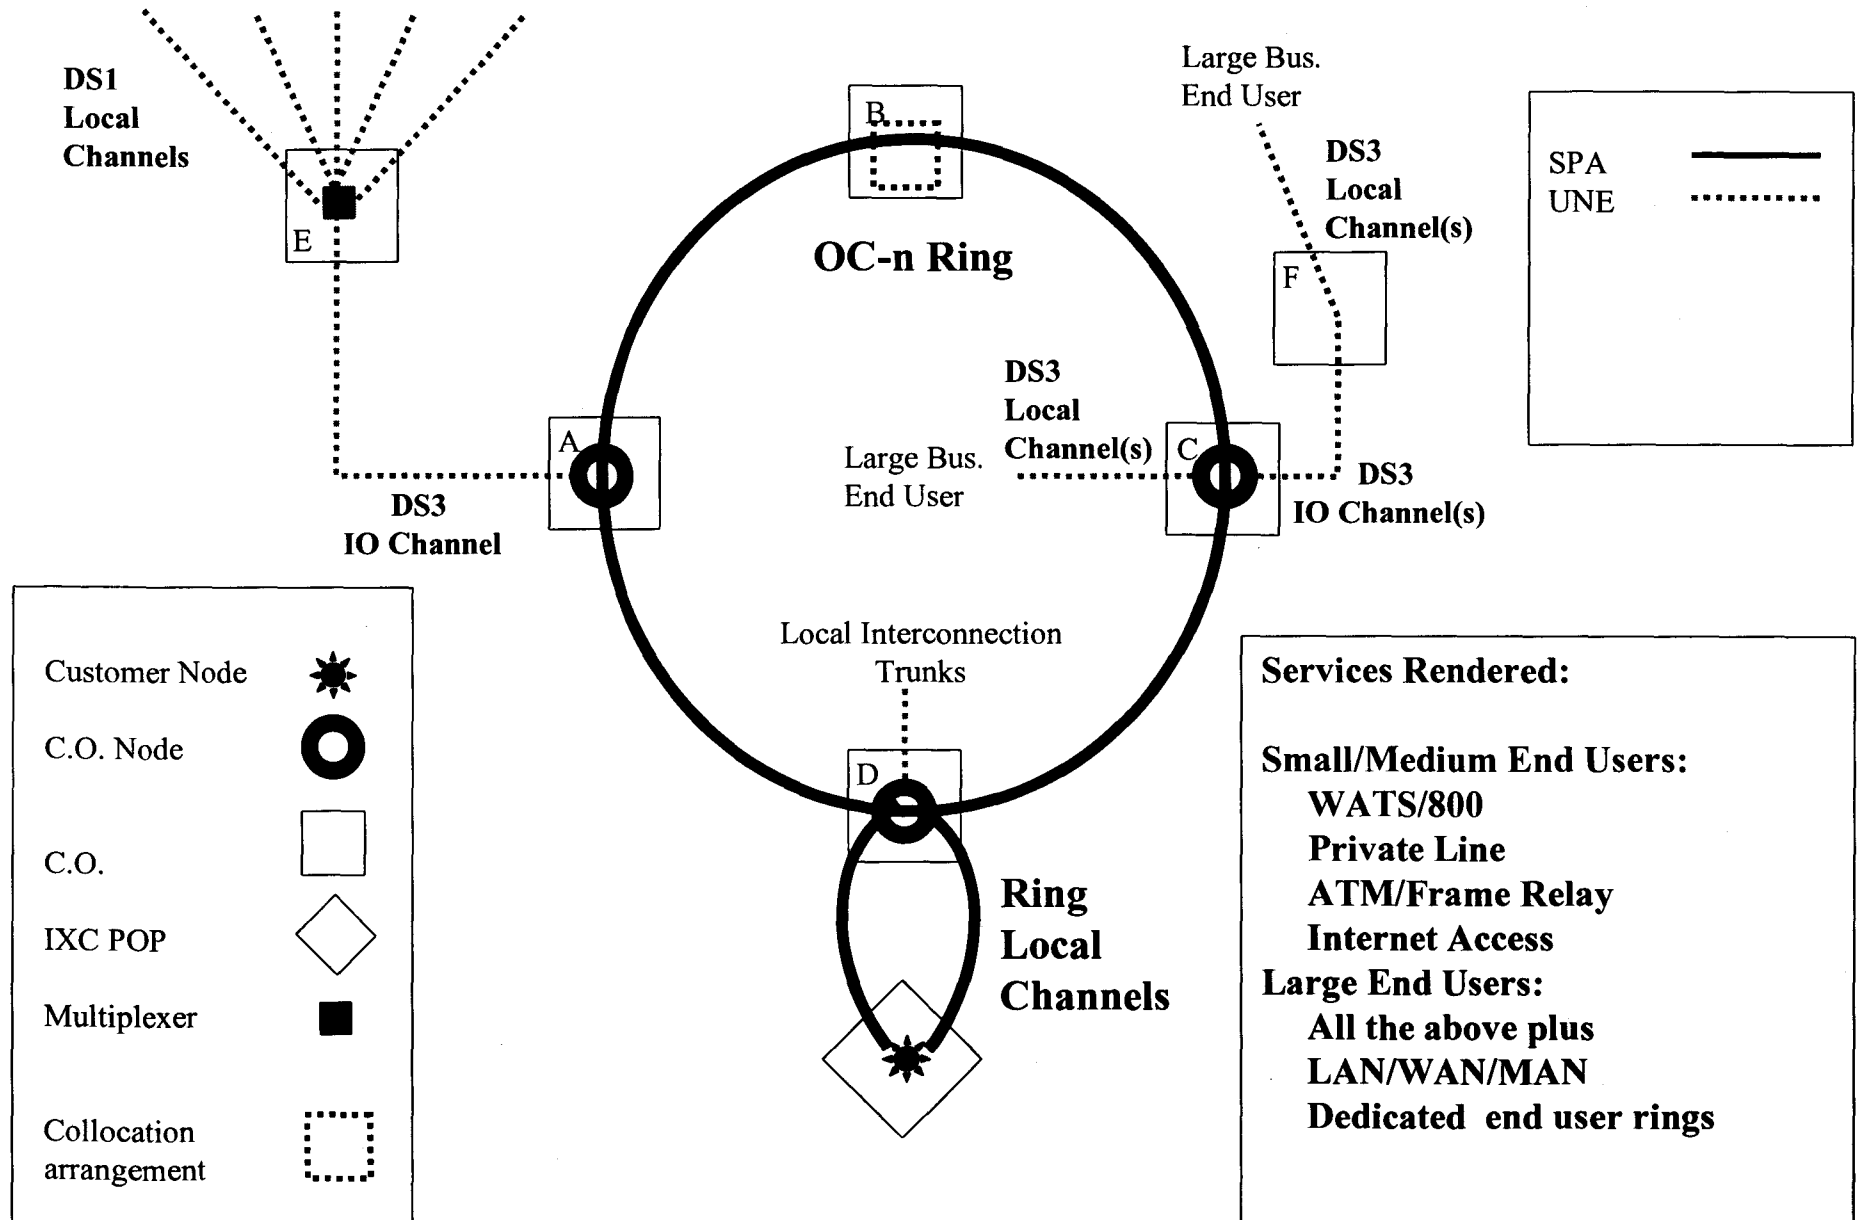 DS1
Local
Channels
E
DS3
IO Channel
A
B
OC-n Ring
Large Bus.
End User
DS3
Local
Channel(s)
F
DS3
Local
Channel(s)
Large Bus.
End User
C
DS3
IO Channel(s)
SPA
UNE
Local Interconnection
Trunks
D
Ring
Local
Channels
Customer Node
C.O. Node
C.O.
IXC POP
Multiplexer
Collocation
arrangement
Services Rendered:
Small/Medium End Users:
WATS/800
Private Line
ATM/Frame Relay
Internet Access
Large End Users:
All the above plus
LAN/WAN/MAN
Dedicated end user rings